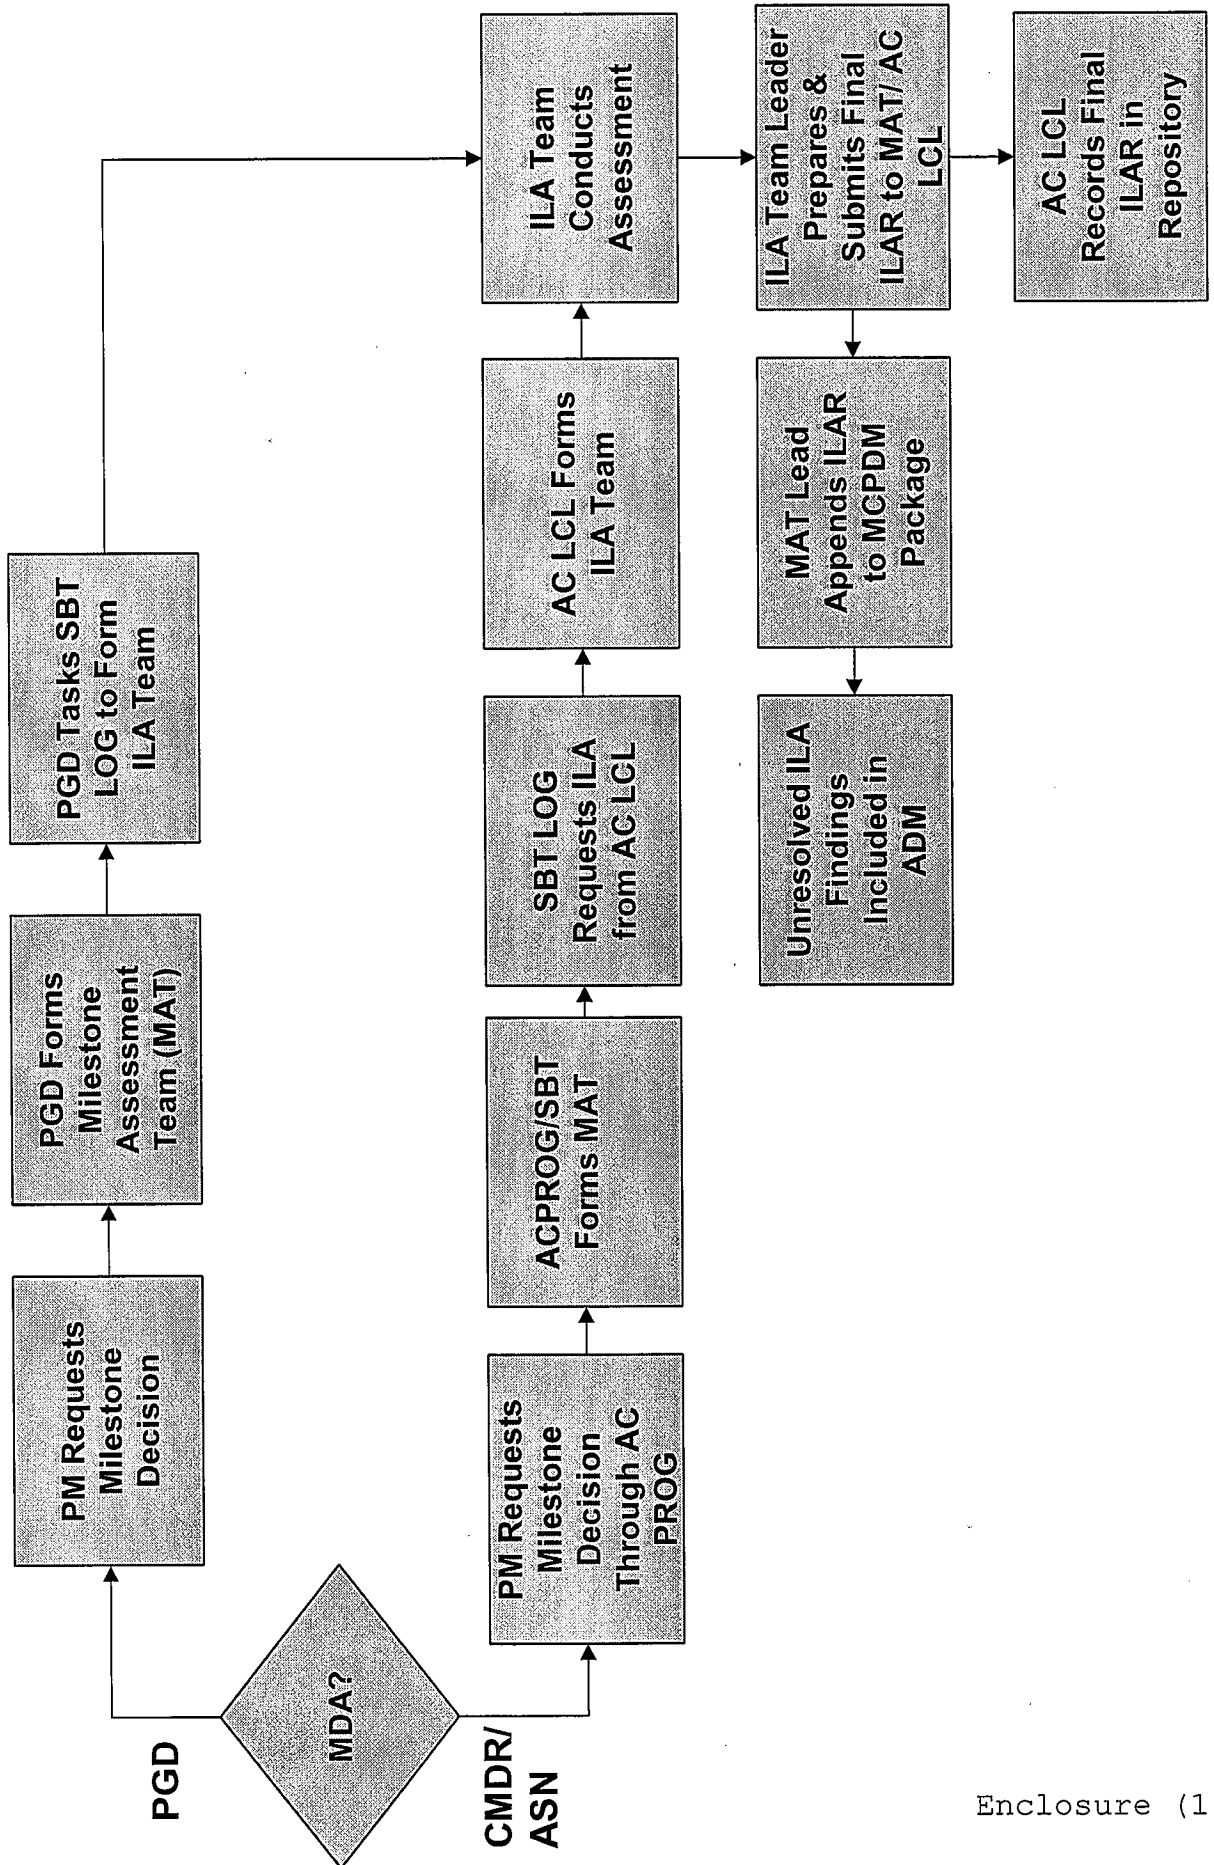 PGD
MDA?
CMDR/
ASN
PM Requests
Milestone
Decision
PGD Forms
Milestone
Assessment
Team (MAT)
PGD Tasks SBT
LOG to Form
ILA Team
PM Requests
Milestone
Decision
Through AC
PROG
ACPROG/SBT
Forms MAT
SBT LOG
Requests ILA
from AC LCL
AC LCL Forms
ILA Team
ILA Team
Conducts
Assessment
ILA Team Leader
Prepares &
Submits Final
ILAR to MAT/ AC
LCL
MAT Lead
Appends ILAR
to MCPDM
Package
Unresolved ILA
Findings
Included in
ADM
AC LCL
Records Final
ILAR in
Repository
Enclosure (1